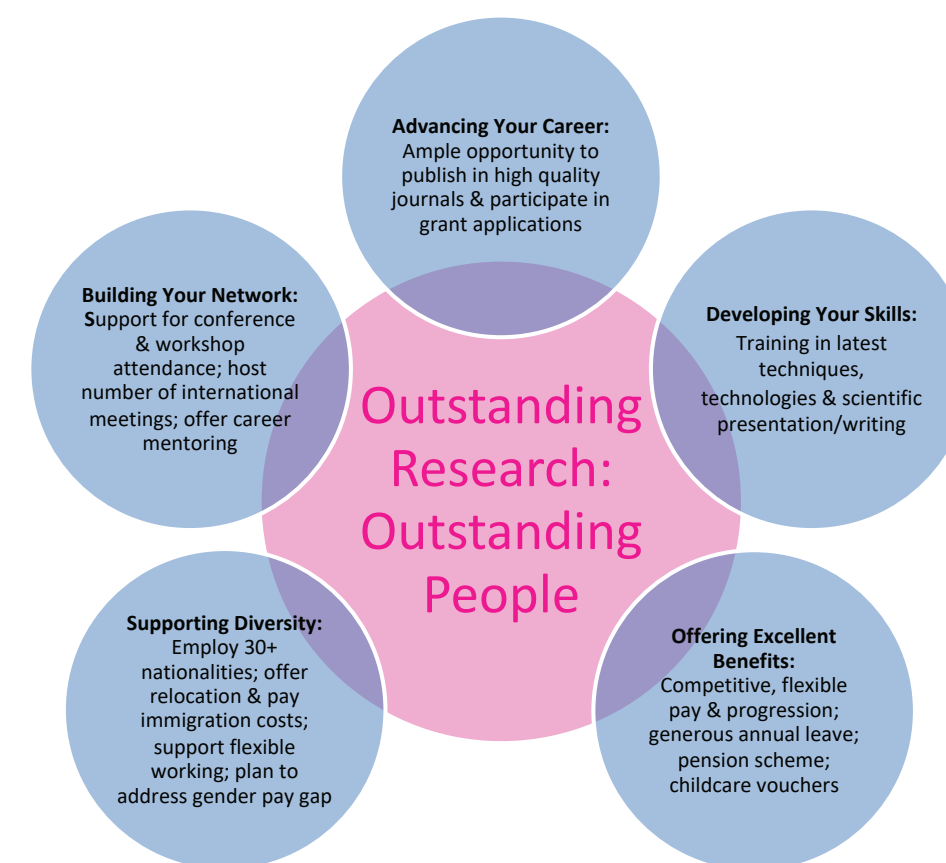 Advancing Your Career:
Ample opportunity to
publish in high quality
journals & participate in
grant applications
Building Your Network:
Support for conference
& workshop
attendance; host
number of international
meetings; offer career
mentoring
Developing Your Skills:
Training in latest
techniques,
technologies & scientific
presentation/writing
Outstanding
Research:
Outstanding
People
Supporting Diversity:
Employ 30+
nationalities; offer
relocation & pay
immigration costs;
support flexible
working; plan to
address gender pay gap
Offering Excellent
Benefits:
Competitive, flexible
pay & progression;
generous annual leave;
pension scheme;
childcare vouchers